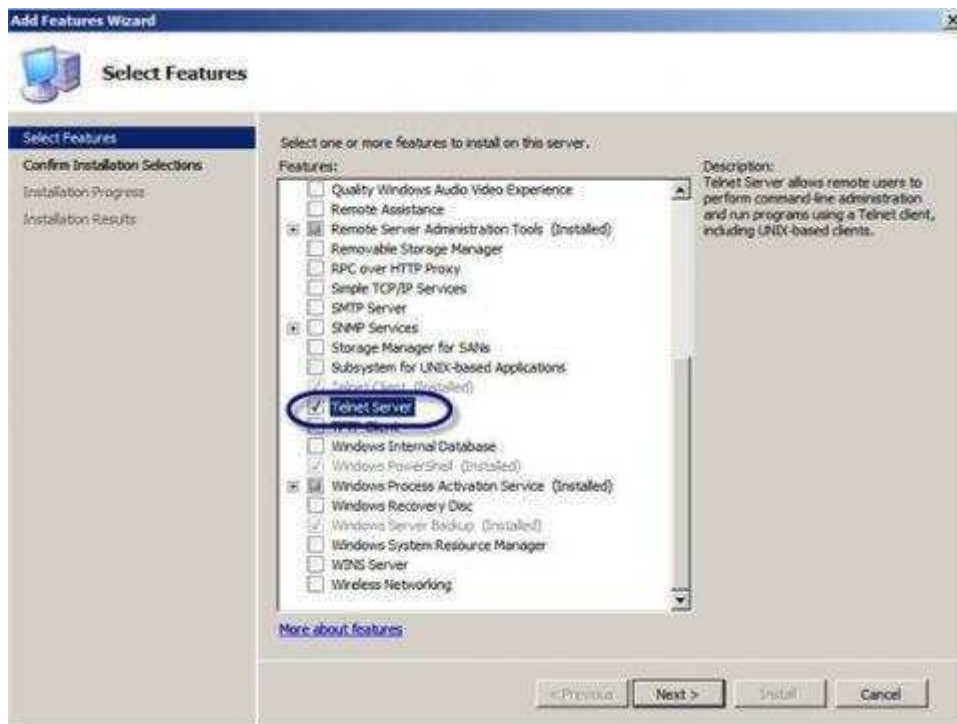 Add Features Wizard
Select Features
Select Features
Confirm Installation Selections
Installation Progress
Installation Results
Select one or more features to install on this server.
Features:
Quality Windows Audio Video Experience
Remote Assistance
Remote Server Administration Tools (Installed)
Removable Storage Manager
RPC over HTTP Proxy
Simple TCP/IP Services
SMTP Server
SNMP Services
Storage Manager for SANs
Subsystem for UNIX-based Applications
Telnet Client (Installed)
Telnet Server
TFTP Client
Windows Internal Database
Windows PowerShell (Installed)
Windows Process Activation Service (Installed)
Windows Recovery Disc
Windows Server Backup (Installed)
Windows System Resource Manager
WINS Server
Wireless Networking
Description:
Telnet Server allows remote users to
perform command-line administration
and run programs using a Telnet client,
including UNIX-based clients.
More about features
< Previous
Next >
Install
Cancel